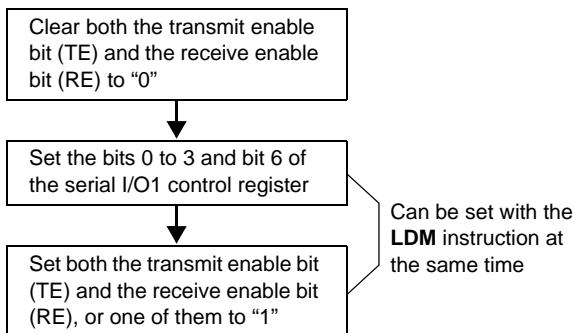 Clear both the transmit enable
bit (TE) and the receive enable
bit (RE) to “0”
Set the bits 0 to 3 and bit 6 of
the serial I/O1 control register
Can be set with the
LDM instruction at
the same time
Set both the transmit enable bit
(TE) and the receive enable bit
(RE), or one of them to “1”